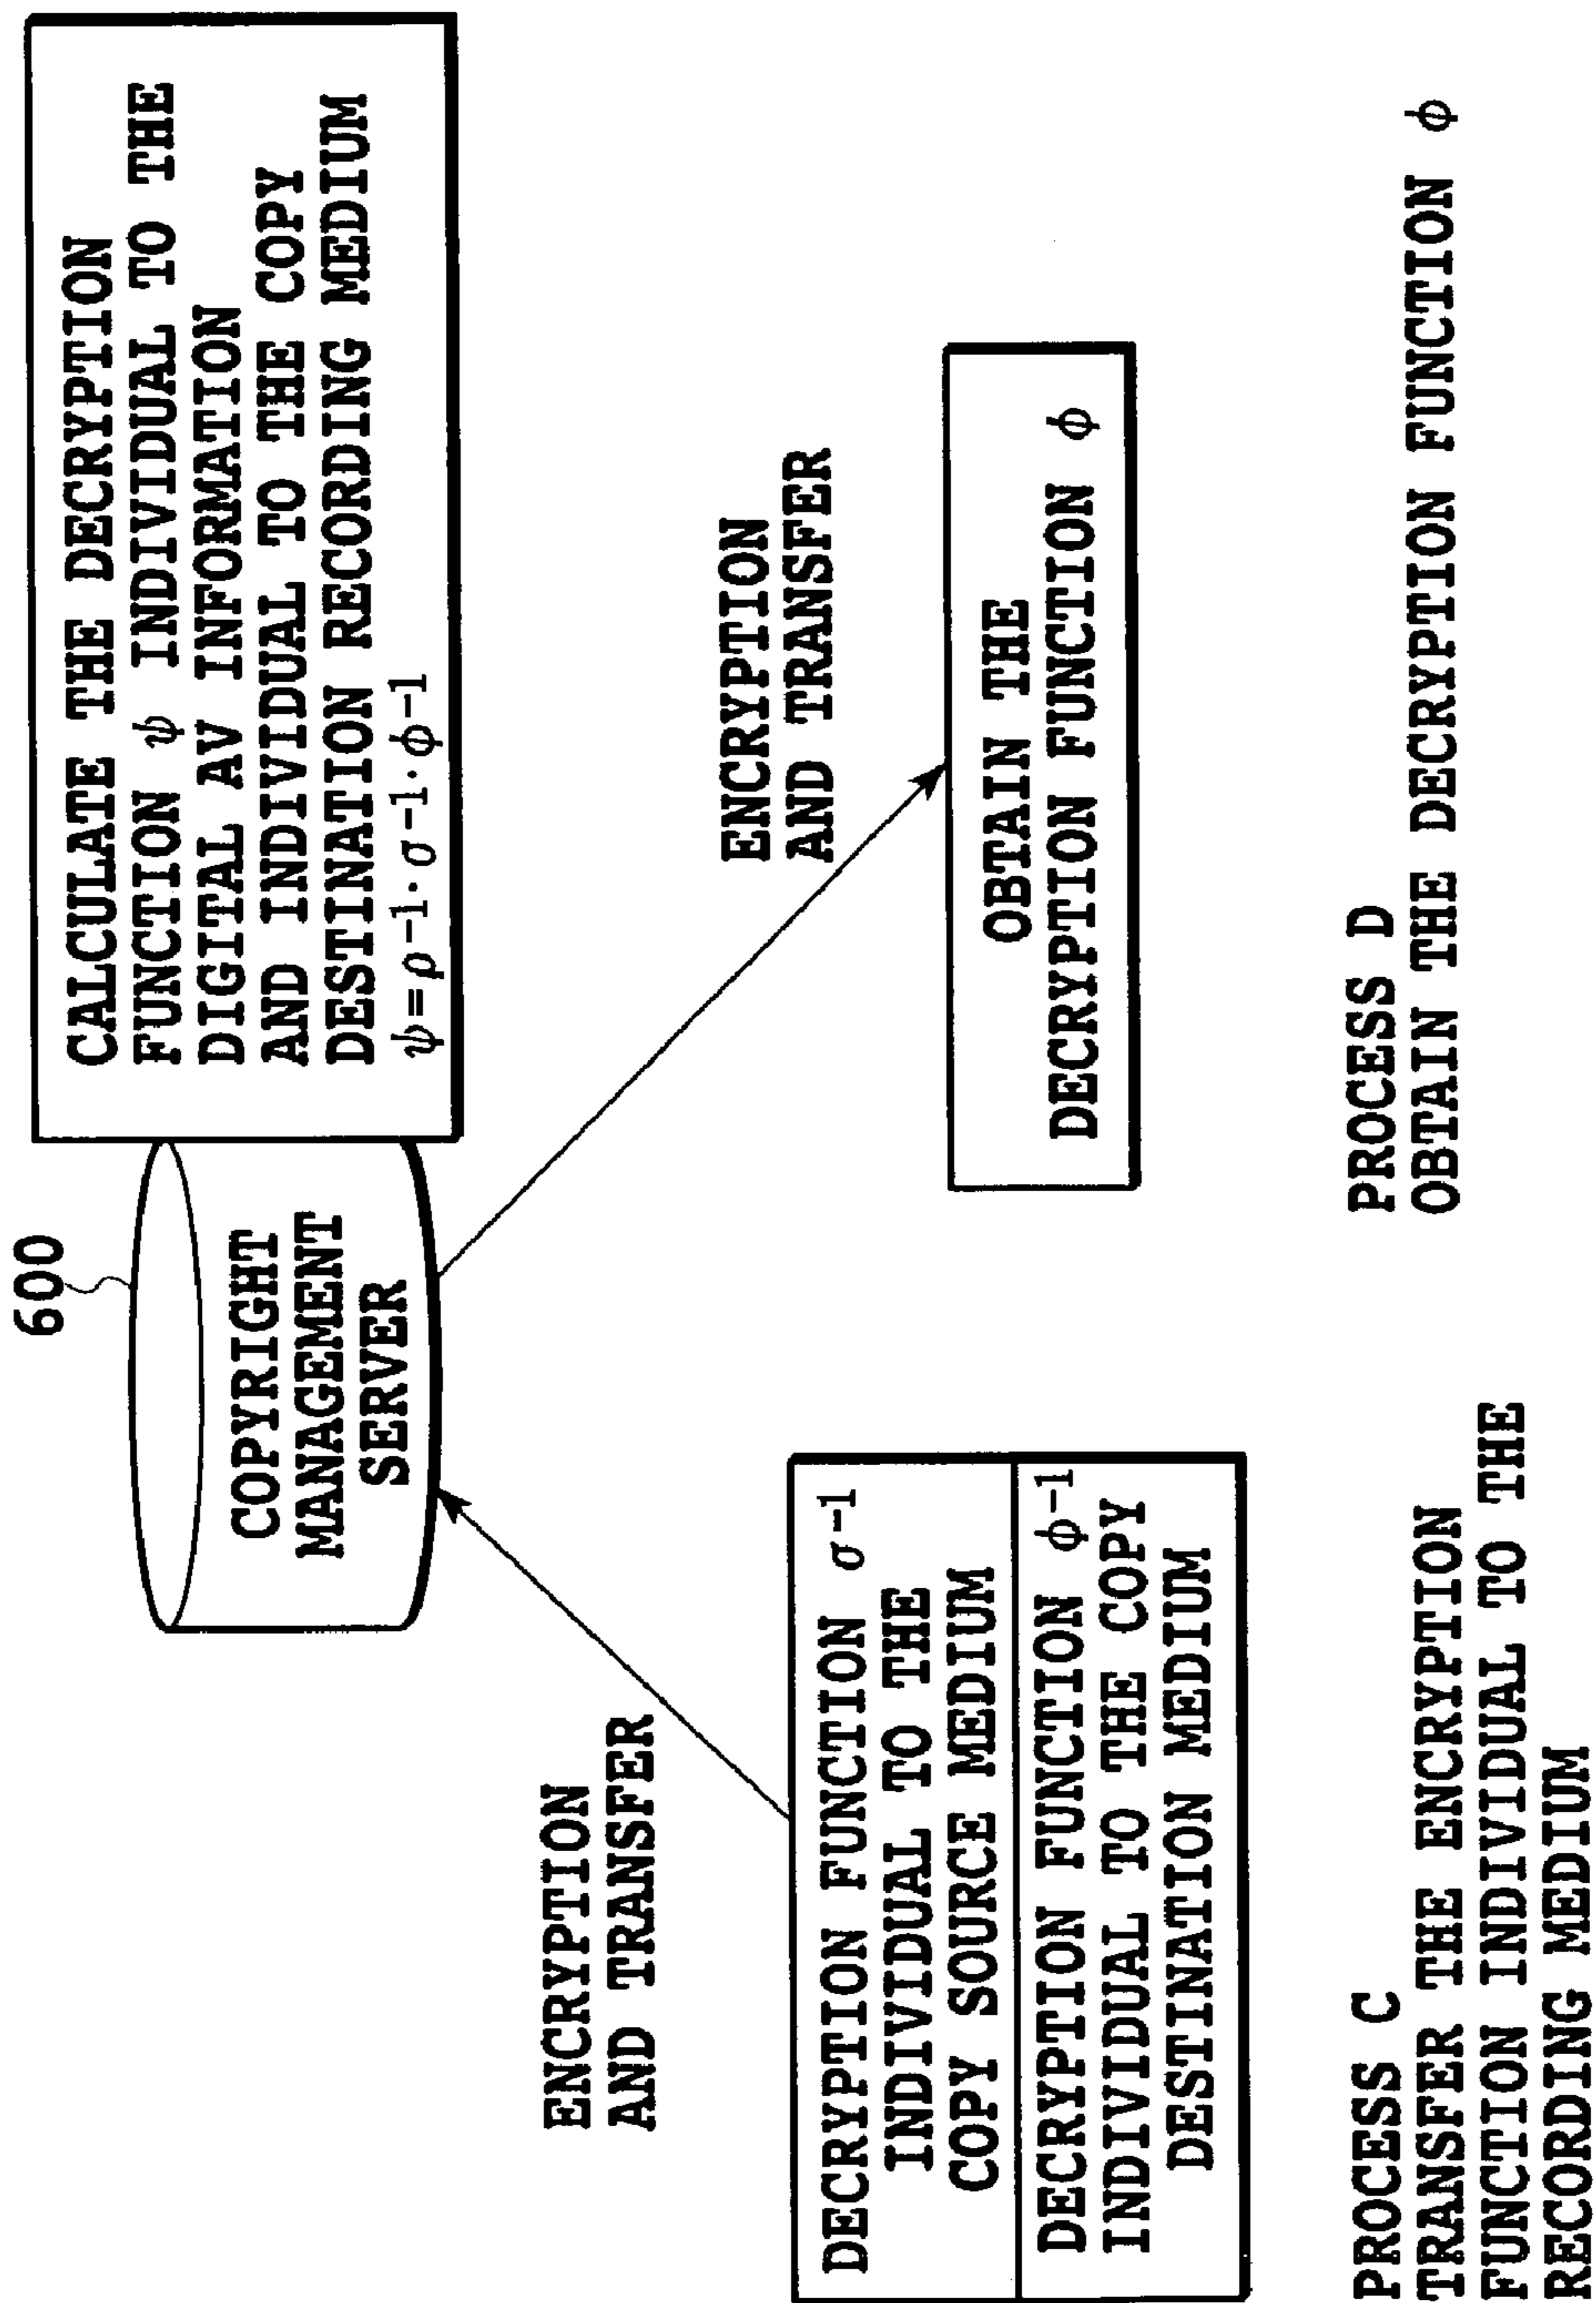 600
COPYRIGHT
MANAGEMENT
SERVER
CALCULATE THE DECRYPTION
FUNCTION ψ INDIVIDUAL TO THE
DIGITAL AV INFORMATION
AND INDIVIDUAL TO THE COPY
DESTINATION RECORDING MEDIUM
ψ=ρ⁻¹·σ⁻¹·ϕ⁻¹
ENCRYPTION
AND TRANSFER
ENCRYPTION
AND TRANSFER
DECRYPTION FUNCTION σ⁻¹
INDIVIDUAL TO THE
COPY SOURCE MEDIUM
DECRYPTION FUNCTION ϕ⁻¹
INDIVIDUAL TO THE COPY
DESTINATION MEDIUM
OBTAIN THE
DECRYPTION FUNCTION ϕ
PROCESS C
TRANSFER THE ENCRYPTION
FUNCTION INDIVIDUAL TO THE
RECORDING MEDIUM
PROCESS D
OBTAIN THE DECRYPTION FUNCTION ϕ